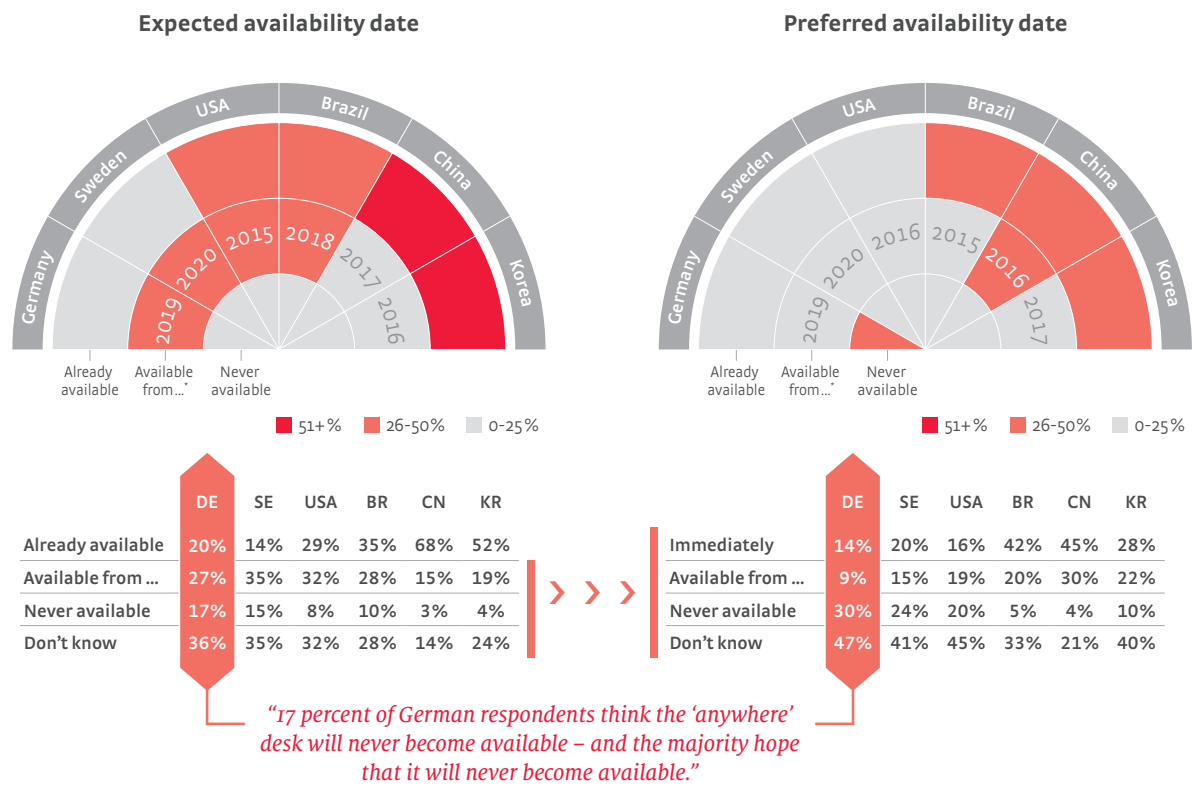 Expected availability date
Germany
Sweden
USA
Brazil
China
Korea
2019
2020
2015
2018
2017
2016
Already
available
Available
from ...*
Never
available
51+ %
26-50 %
0-25 %
DE SE USA BR CN KR
Already available 20% 14% 29% 35% 68% 52%
Available from ... 27% 35% 32% 28% 15% 19%
Never available 17% 15% 8% 10% 3% 4%
Don't know 36% 35% 32% 28% 14% 24%
Preferred availability date
Germany
Sweden
USA
Brazil
China
Korea
2019
2020
2016
2015
2016
2017
Already
available
Available
from ...*
Never
available
51+ %
26-50 %
0-25 %
DE SE USA BR CN KR
Immediately 14% 20% 16% 42% 45% 28%
Available from ... 9% 15% 19% 20% 30% 22%
Never available 30% 24% 20% 5% 4% 10%
Don't know 47% 41% 45% 33% 21% 40%
“17 percent of German respondents think the ‘anywhere’
desk will never become available – and the majority hope
that it will never become available.”